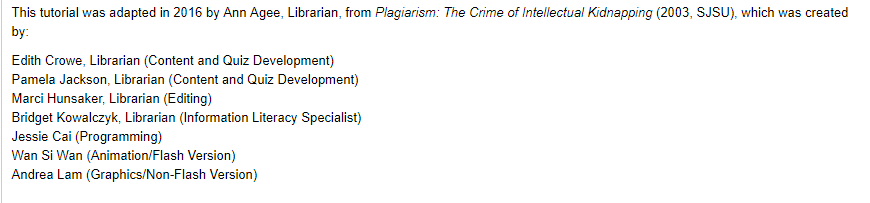 This tutorial was adapted in 2016 by Ann Agee, Librarian, from Plagiarism: The Crime of Intellectual Kidnapping (2003, SJSU), which was created
by:
Edith Crowe, Librarian (Content and Quiz Development)
Pamela Jackson, Librarian (Content and Quiz Development)
Marci Hunsaker, Librarian (Editing)
Bridget Kowalczyk, Librarian (Information Literacy Specialist)
Jessie Cai (Programming)
Wan Si Wan (Animation/Flash Version)
Andrea Lam (Graphics/Non-Flash Version)